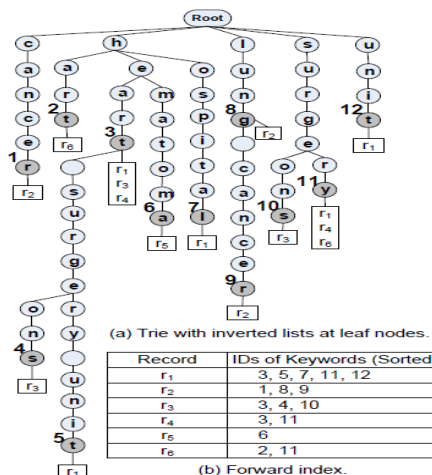 Root
c h l s u
a a e o u u n
n r a m s n r i
c 2 t r a p 8 g g 12 t
e r6 3 t t i r2 e r1
1 r r1 o t c o r
r2 s r3 m a a n 11 y
u r4 6 a 7 l n 10 s r1
r r5 r1 c r3 r4
g e r6
e 9 r
o r r2
n y (a) Trie with inverted lists at leaf nodes.
4 s Record IDs of Keywords (Sorted
r3 u r1 3, 5, 7, 11, 12
n r2 1, 8, 9
i r3 3, 4, 10
r4 3, 11
5 t r5 6
r6 2, 11
r1 (b) Forward index.